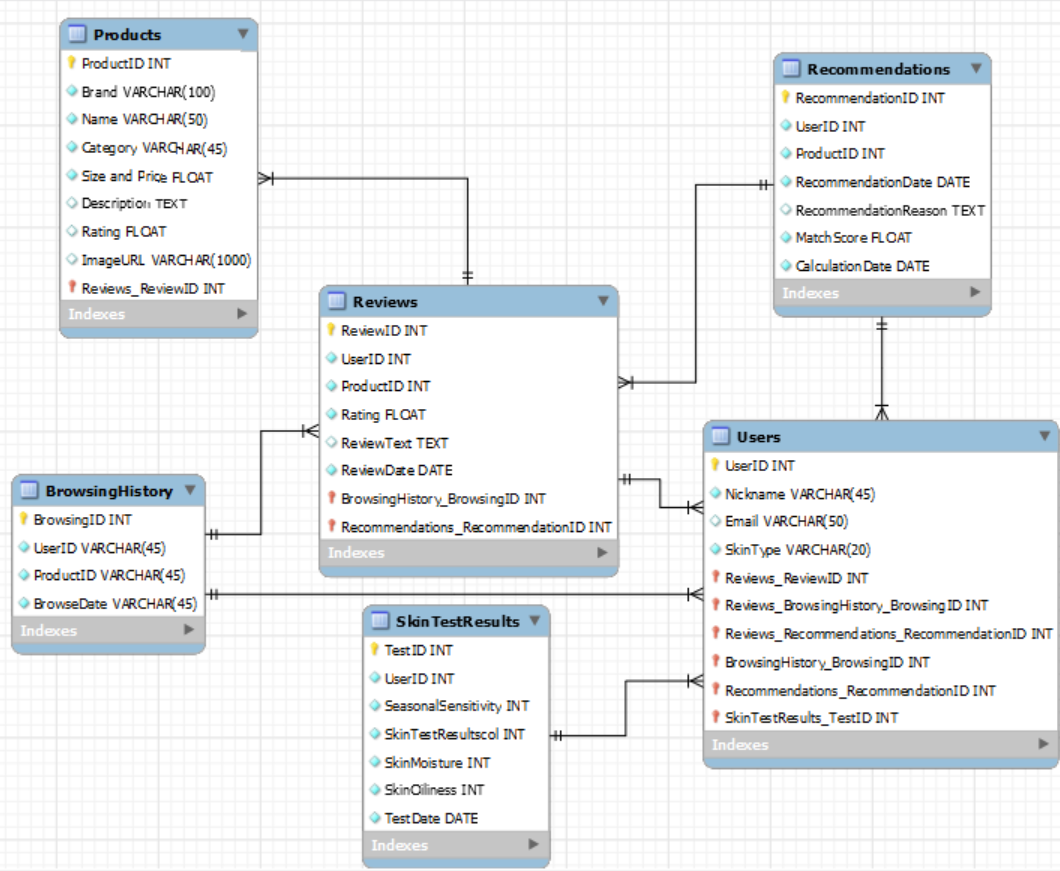 Products
ProductID INT
Brand VARCHAR(100)
Name VARCHAR(50)
Category VARCHAR(45)
Size and Price FLOAT
Description TEXT
Rating FLOAT
ImageURL VARCHAR(1000)
Reviews_ReviewID INT
Indexes
Recommendations
RecommendationID INT
UserID INT
ProductID INT
RecommendationDate DATE
RecommendationReason TEXT
MatchScore FLOAT
CalculationDate DATE
Indexes
Reviews
ReviewID INT
UserID INT
ProductID INT
Rating FLOAT
ReviewText TEXT
ReviewDate DATE
BrowsingHistory_BrowsingID INT
Recommendations_RecommendationID INT
Indexes
BrowsingHistory
BrowsingID INT
UserID VARCHAR(45)
ProductID VARCHAR(45)
BrowseDate VARCHAR(45)
Indexes
Users
UserID INT
Nickname VARCHAR(45)
Email VARCHAR(50)
SkinType VARCHAR(20)
Reviews_ReviewID INT
Reviews_BrowsingHistory_BrowsingID INT
Reviews_Recommendations_RecommendationID INT
BrowsingHistory_BrowsingID INT
Recommendations_RecommendationID INT
SkinTestResults_TestID INT
Indexes
SkinTestResults
TestID INT
UserID INT
SeasonalSensitivity INT
SkinTestResultscol INT
SkinMoisture INT
SkinOiliness INT
TestDate DATE
Indexes